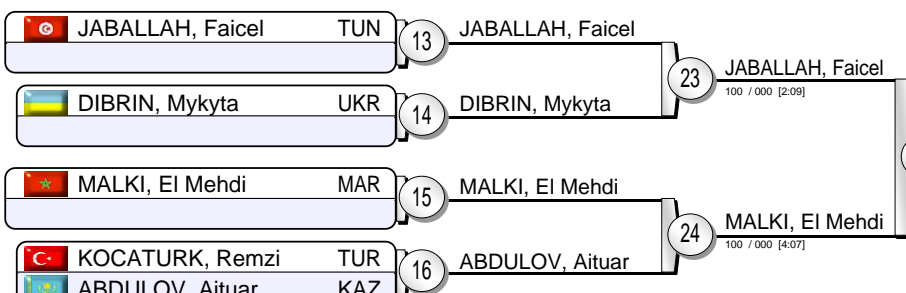 JABALLAH, Faicel TUN
13
JABALLAH, Faicel
23
JABALLAH, Faicel
100 / 000 [2:09]
DIBRIN, Mykyta UKR
14
DIBRIN, Mykyta
MALKI, El Mehdi MAR
15
MALKI, El Mehdi
24
MALKI, El Mehdi
100 / 000 [4:07]
KOCATURK, Remzi TUR
16
ABDULOV, Aituar
ABDULOV, Aituar KAZ